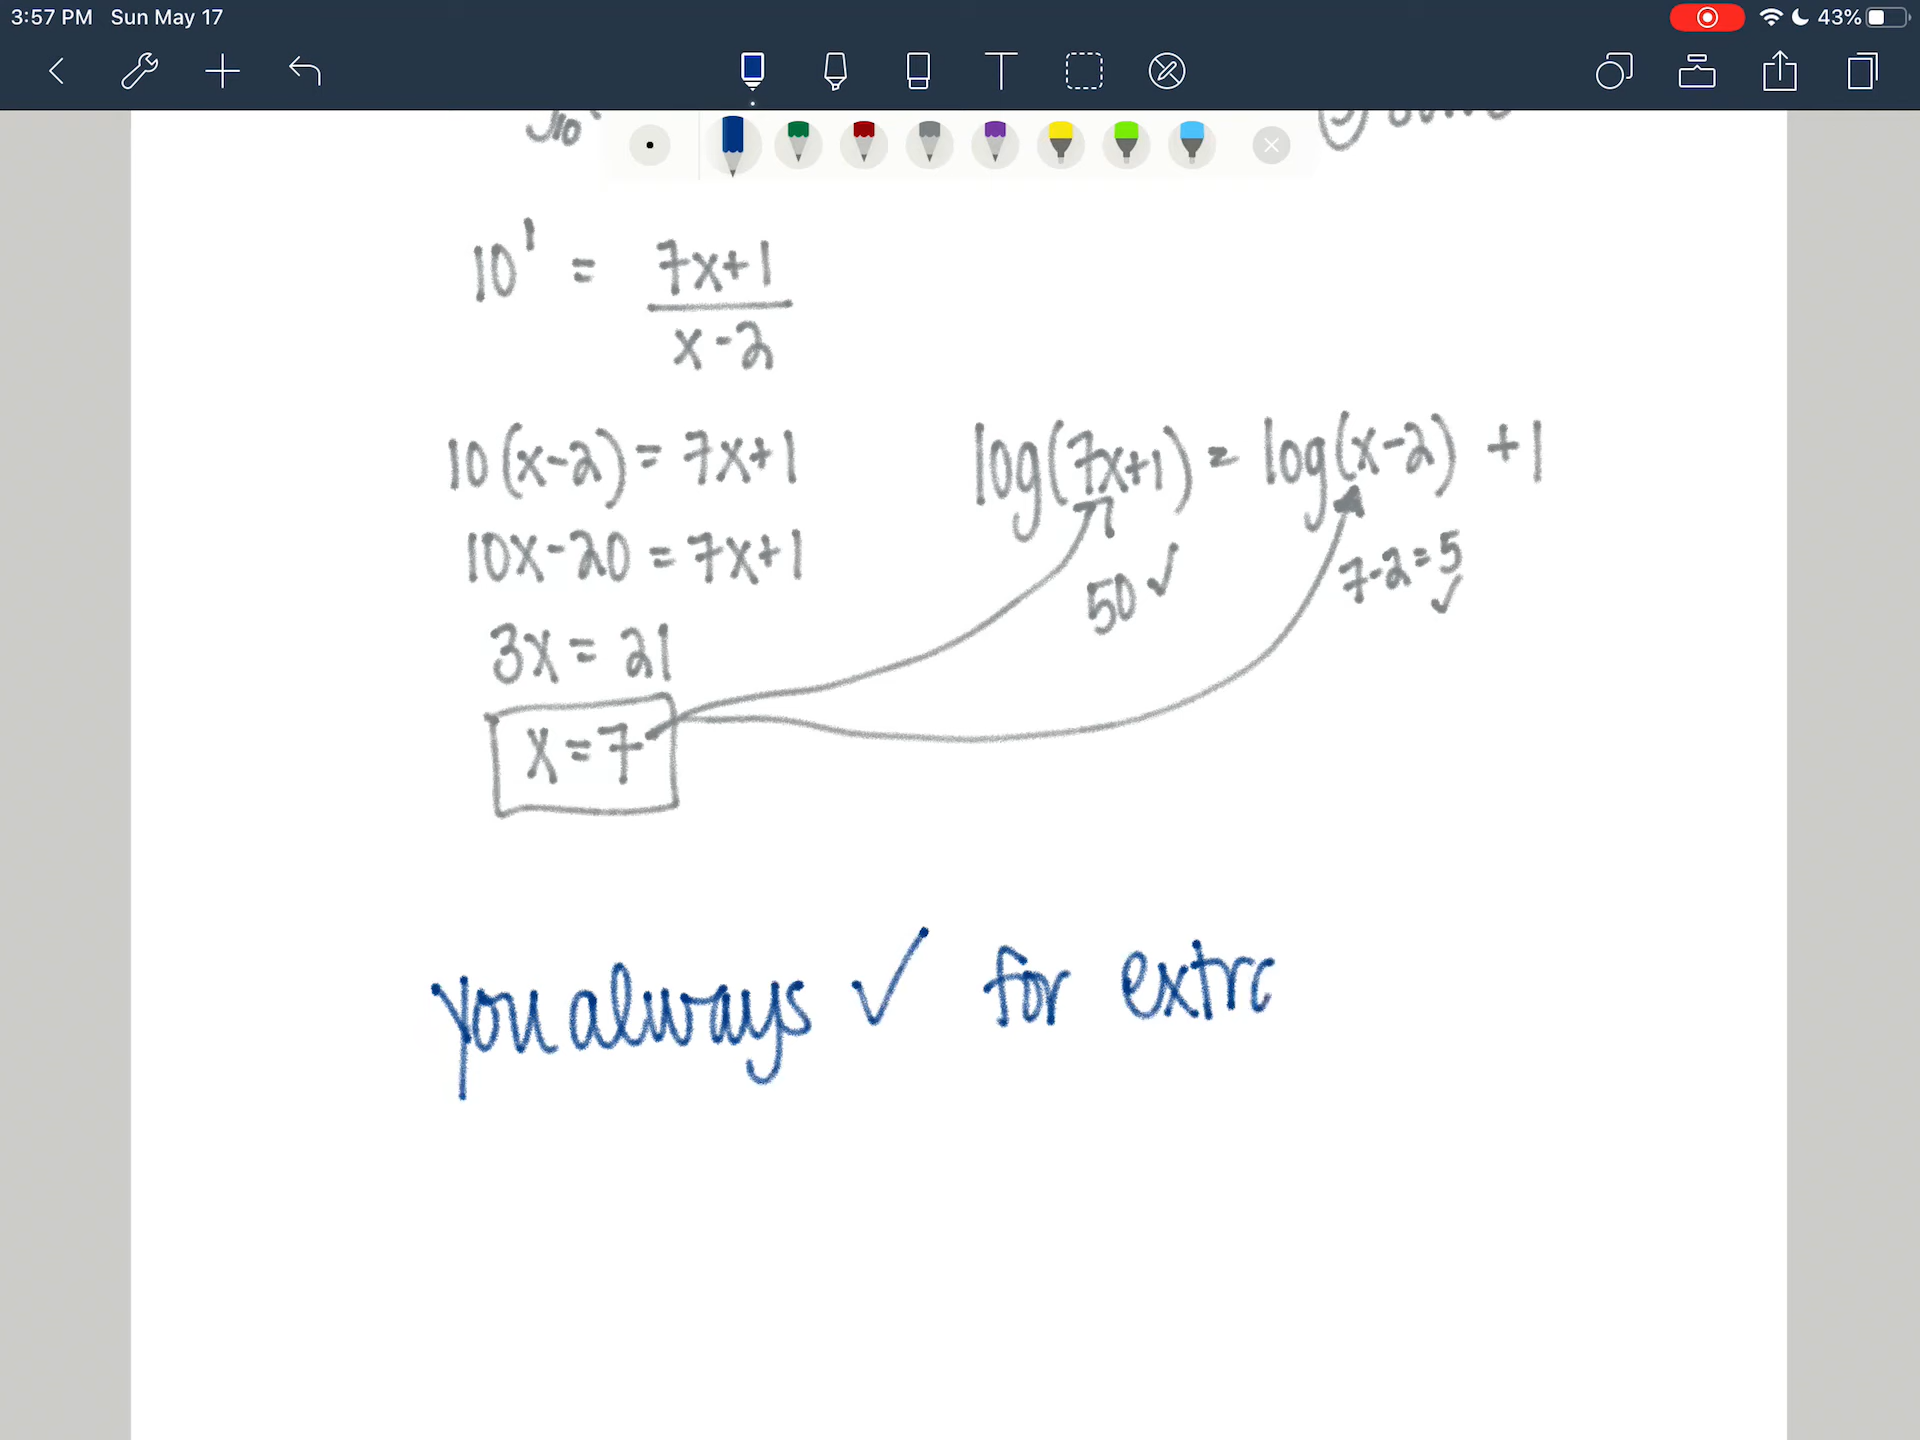 3:57 PM Sun May 17
43%
10¹ = 7x+1
x-2
10(x-2) = 7x+1
log(7x+1) = log(x-2) +1
10x-20 = 7x+1
50 ✓
7-2=5
✓
3x = 21
x=7
you always ✓ for extra